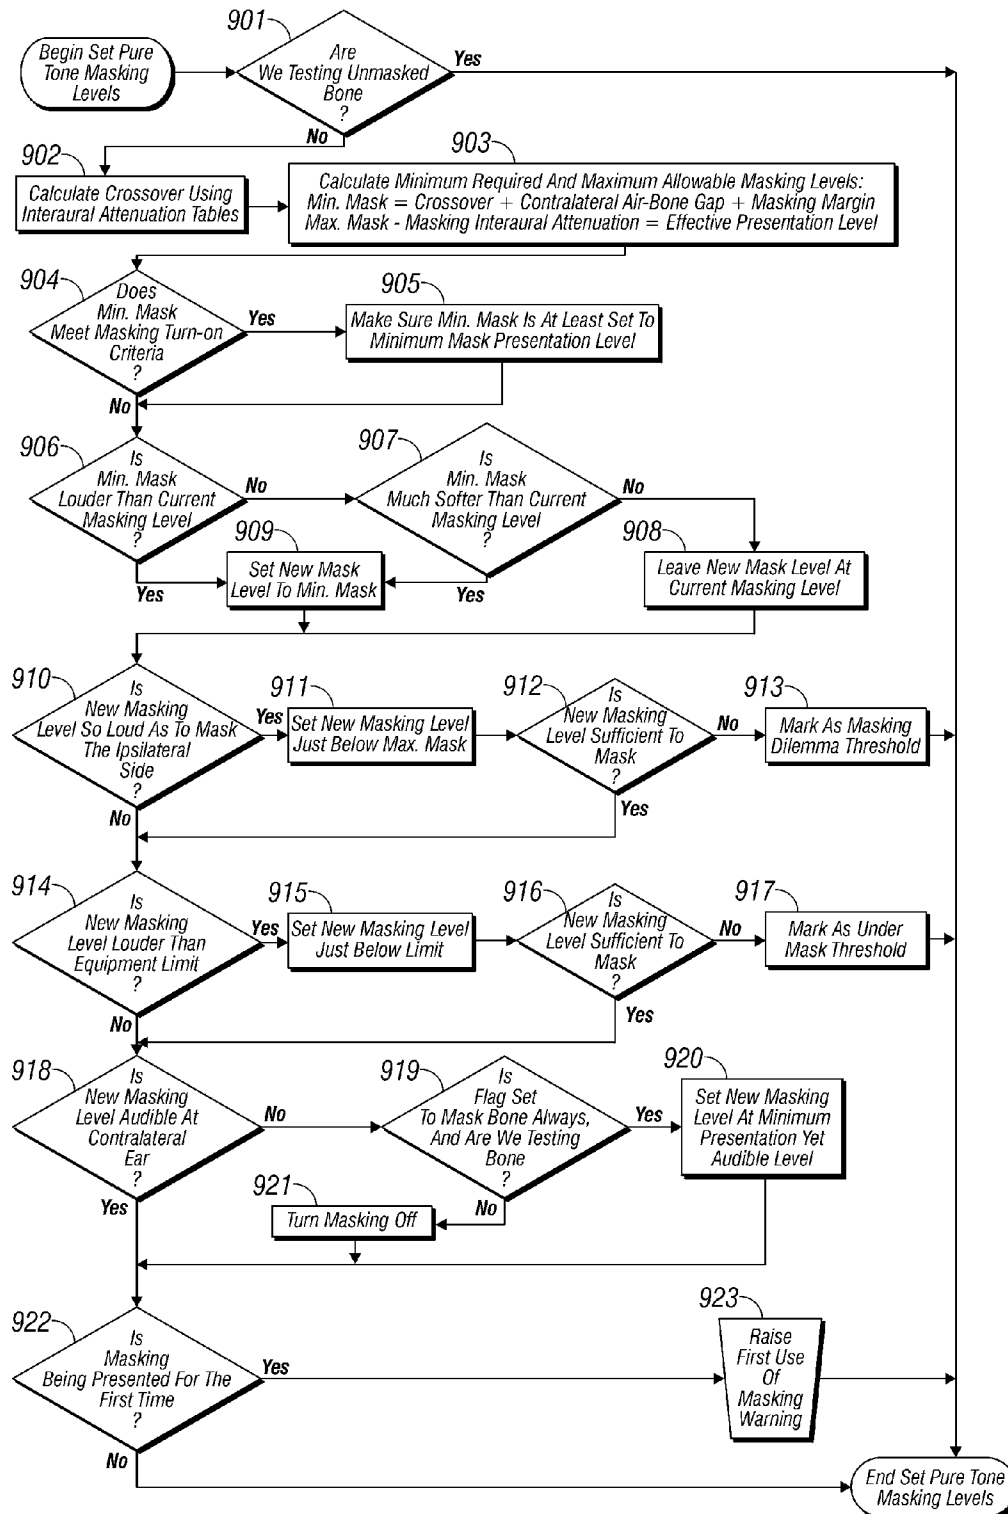 901
Begin Set Pure
Tone Masking
Levels
Are
We Testing Unmasked
Bone
?
Yes
No
902
Calculate Crossover Using
Interaural Attenuation Tables
903
Calculate Minimum Required And Maximum Allowable Masking Levels:
Min. Mask = Crossover + Contralateral Air-Bone Gap + Masking Margin
Max. Mask - Masking Interaural Attenuation = Effective Presentation Level
904
Does
Min. Mask
Meet Masking Turn-on
Criteria
?
Yes
No
905
Make Sure Min. Mask Is At Least Set To
Minimum Mask Presentation Level
906
Is
Min. Mask
Louder Than Current
Masking Level
?
No
Yes
907
Is
Min. Mask
Much Softer Than Current
Masking Level
?
No
Yes
908
Leave New Mask Level At
Current Masking Level
909
Set New Mask
Level To Min. Mask
910
Is
New Masking
Level So Loud As To Mask
The Ipsilateral
Side
?
Yes
No
911
Set New Masking Level
Just Below Max. Mask
912
Is
New Masking
Level Sufficient To
Mask
?
No
Yes
913
Mark As Masking
Dilemma Threshold
914
Is
New Masking
Level Louder Than
Equipment Limit
?
Yes
No
915
Set New Masking Level
Just Below Limit
916
Is
New Masking
Level Sufficient To
Mask
?
No
Yes
917
Mark As Under
Mask Threshold
918
Is
New Masking
Level Audible At
Contralateral
Ear
?
No
Yes
919
Is
Flag Set
To Mask Bone Always,
And Are We Testing
Bone
?
Yes
No
920
Set New Masking
Level At Minimum
Presentation Yet
Audible Level
921
Turn Masking Off
922
Is
Masking
Being Presented For The
First Time
?
Yes
No
923
Raise
First Use
Of
Masking
Warning
End Set Pure Tone
Masking Levels